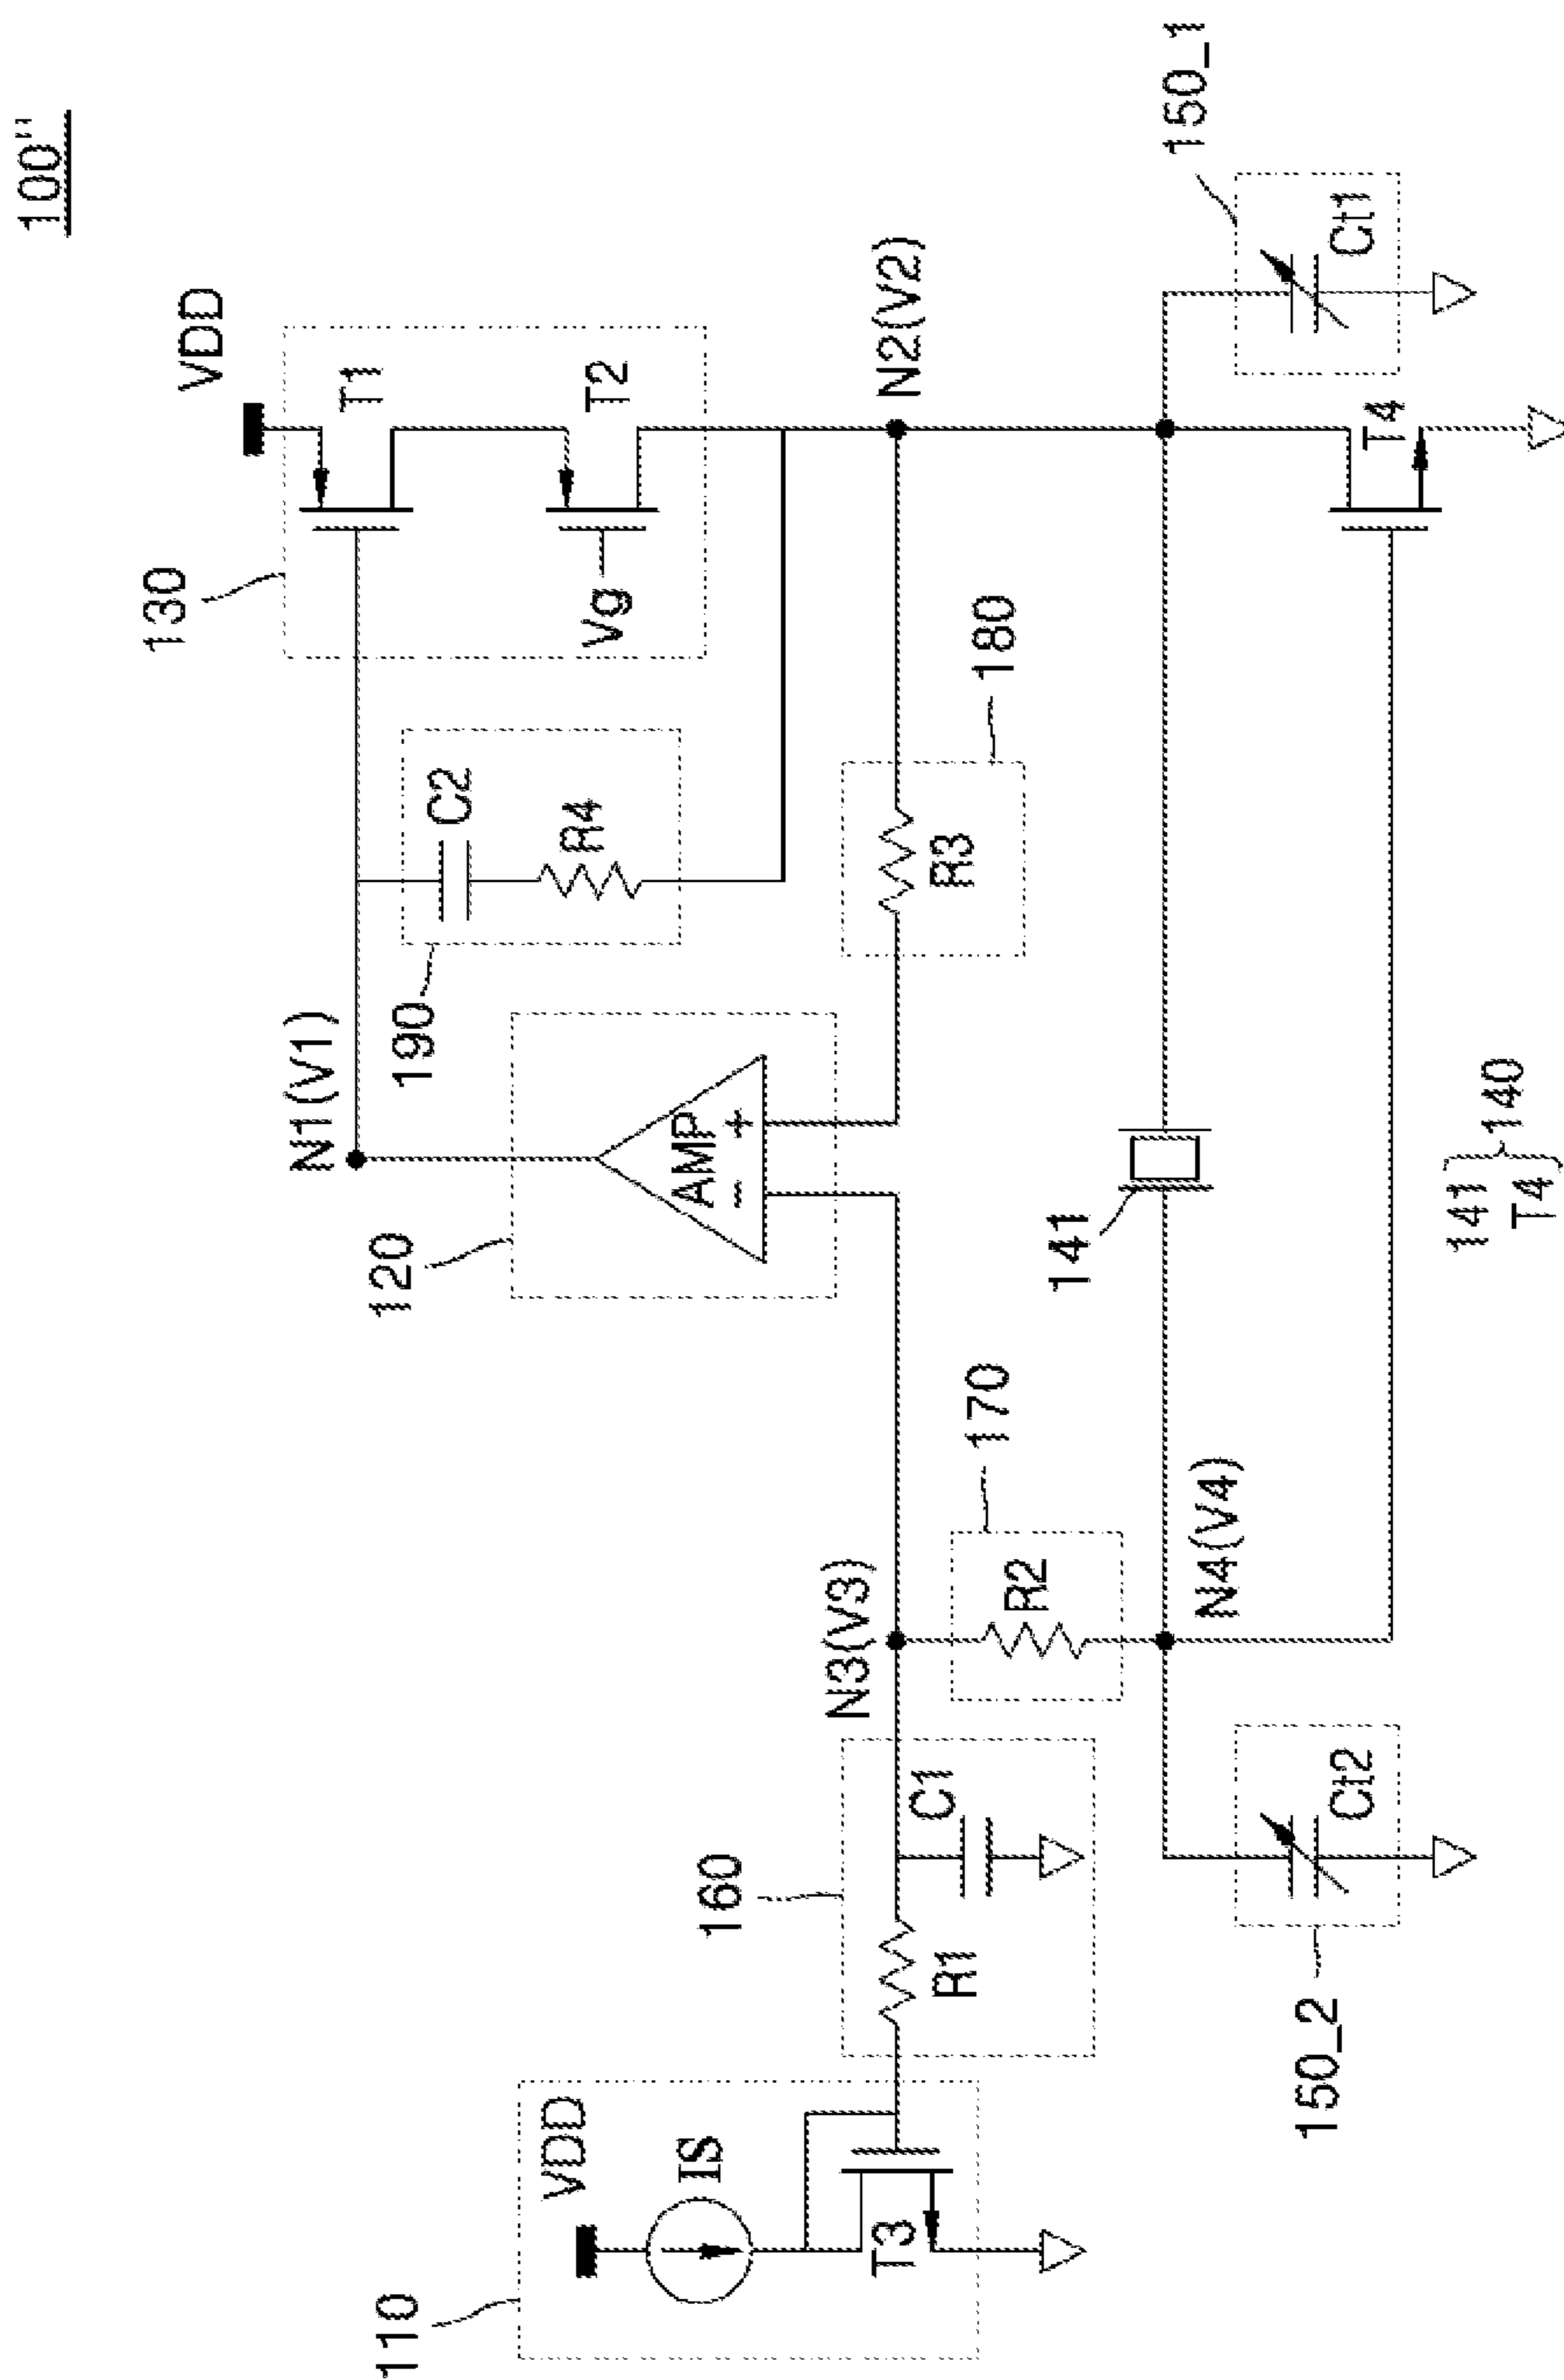 100"
VDD
T1
130
T2
Vg
N1(V1)
C2
R4
190
120
AMP
- +
N2(V2)
R3
180
110
VDD
IS
T3
160
R1
C1
N3(V3)
170
R2
N4(V4)
141
150_1
Ct1
T4
150_2
Ct2
141
T4
140